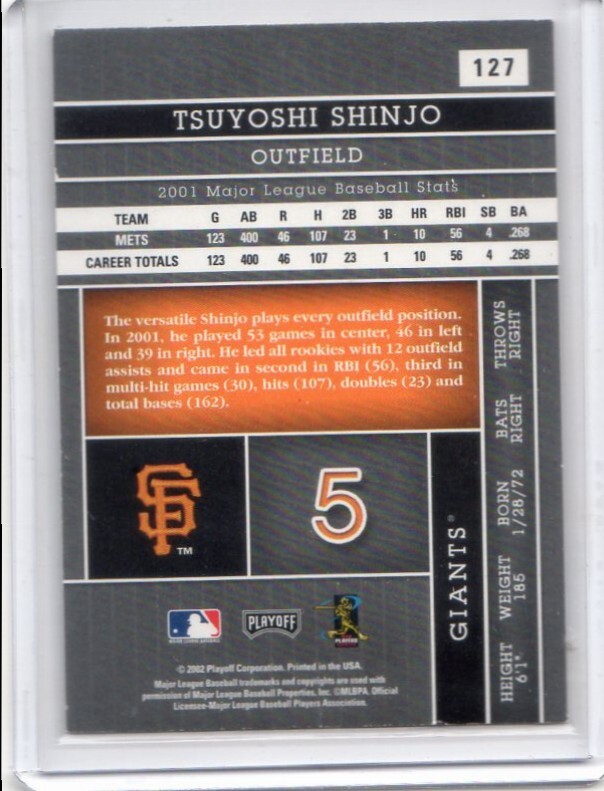 127
TSUYOSHI SHINJO
OUTFIELD
2001 Major League Baseball Stats
TEAM G AB R H 2B 3B HR RBI SB BA
METS 123 400 46 107 23 1 10 56 4 .268
CAREER TOTALS 123 400 46 107 23 1 10 56 4 .268
The versatile Shinjo plays every outfield position.
In 2001, he played 53 games in center, 46 in left
and 39 in right. He led all rookies with 12 outfield
assists and came in second in RBI (56), third in
multi-hit games (30), hits (107), doubles (23) and
total bases (162).
SF
TM
5
GIANTS®
HEIGHT WEIGHT BORN BATS THROWS
6'1" 185 1/28/72 RIGHT RIGHT
PLAYOFF
PLAYERS
© 2002 Playoff Corporation. Printed in the USA.
Major League Baseball trademarks and copyrights are used with
permission of Major League Baseball Properties, Inc. ©MLBPA. Official
Licensee-Major League Baseball Players Association.